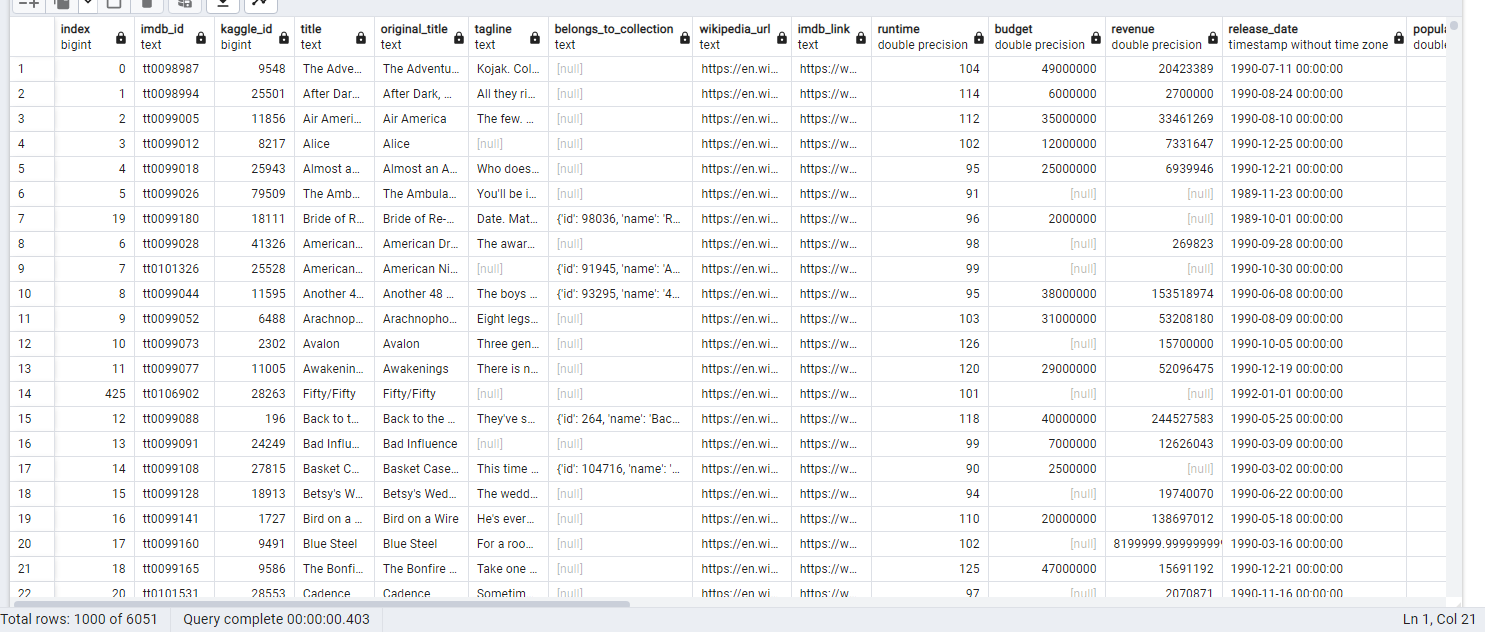 index imdb_id kaggle_id title original_title tagline belongs_to_collection wikipedia_url imdb_link runtime budget revenue release_date
bigint text bigint text text text text text text double precision double precision double precision timestamp without time zone
1 0 tt0098987 9548 The Adve... The Adventu... Kojak. Col... [null] https://en.wi... https://w... 104 49000000 20423389 1990-07-11 00:00:00
2 1 tt0098994 25501 After Dar... After Dark, ... All they ri... [null] https://en.wi... https://w... 114 6000000 2700000 1990-08-24 00:00:00
3 2 tt0099005 11856 Air Ameri... Air America The few. ... [null] https://en.wi... https://w... 112 35000000 33461269 1990-08-10 00:00:00
4 3 tt0099012 8217 Alice Alice [null] [null] https://en.wi... https://w... 102 12000000 7331647 1990-12-25 00:00:00
5 4 tt0099018 25943 Almost a... Almost an A... Who does... [null] https://en.wi... https://w... 95 25000000 6939946 1990-12-21 00:00:00
6 5 tt0099026 79509 The Amb... The Ambula... You'll be i... [null] https://en.wi... https://w... 91 [null] [null] 1989-11-23 00:00:00
7 19 tt0099180 18111 Bride of R... Bride of Re-... Date. Mat... {'id': 98036, 'name': 'R... https://en.wi... https://w... 96 2000000 [null] 1989-10-01 00:00:00
8 6 tt0099028 41326 American... American Dr... The awar... [null] https://en.wi... https://w... 98 [null] 269823 1990-09-28 00:00:00
9 7 tt0101326 25528 American... American Ni... [null] {'id': 91945, 'name': 'A... https://en.wi... https://w... 99 [null] [null] 1990-10-30 00:00:00
10 8 tt0099044 11595 Another 4... Another 48 ... The boys ... {'id': 93295, 'name': '4... https://en.wi... https://w... 95 38000000 153518974 1990-06-08 00:00:00
11 9 tt0099052 6488 Arachnop... Arachnopho... Eight legs... [null] https://en.wi... https://w... 103 31000000 53208180 1990-08-09 00:00:00
12 10 tt0099073 2302 Avalon Avalon Three gen... [null] https://en.wi... https://w... 126 [null] 15700000 1990-10-05 00:00:00
13 11 tt0099077 11005 Awakenin... Awakenings There is n... [null] https://en.wi... https://w... 120 29000000 52096475 1990-12-19 00:00:00
14 425 tt0106902 28263 Fifty/Fifty Fifty/Fifty [null] [null] https://en.wi... https://w... 101 [null] [null] 1992-01-01 00:00:00
15 12 tt0099088 196 Back to t... Back to the ... They've s... {'id': 264, 'name': 'Bac... https://en.wi... https://w... 118 40000000 244527583 1990-05-25 00:00:00
16 13 tt0099091 24249 Bad Influ... Bad Influence [null] [null] https://en.wi... https://w... 99 7000000 12626043 1990-03-09 00:00:00
17 14 tt0099108 27815 Basket C... Basket Case... This time ... {'id': 104716, 'name': '... https://en.wi... https://w... 90 2500000 [null] 1990-03-02 00:00:00
18 15 tt0099128 18913 Betsy's W... Betsy's Wed... The wedd... [null] https://en.wi... https://w... 94 [null] 19740070 1990-06-22 00:00:00
19 16 tt0099141 1727 Bird on a ... Bird on a Wire He's ever... [null] https://en.wi... https://w... 110 20000000 138697012 1990-05-18 00:00:00
20 17 tt0099160 9491 Blue Steel Blue Steel For a roo... [null] https://en.wi... https://w... 102 [null] 8199999.99999999 1990-03-16 00:00:00
21 18 tt0099165 9586 The Bonfi... The Bonfire ... Take one ... [null] https://en.wi... https://w... 125 47000000 15691192 1990-12-21 00:00:00
22 20 tt0101531 28553 Cadence Cadence Sometim [null] https://en.wi... https://w... 97 [null] 2070871 1990-11-16 00:00:00
Total rows: 1000 of 6051 Query complete 00:00:00.403 Ln 1, Col 21